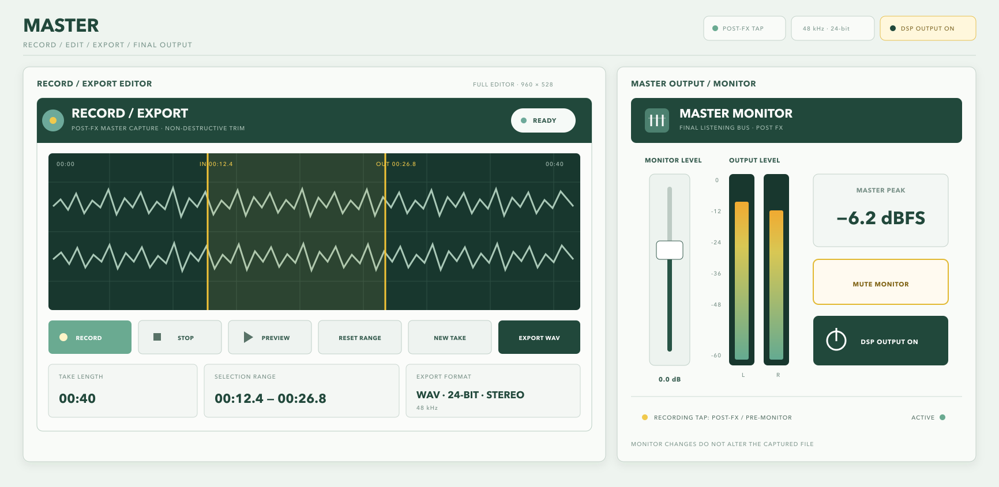 MASTER
RECORD / EDIT / EXPORT / FINAL OUTPUT
POST-FX TAP
48 kHz · 24-bit
DSP OUTPUT ON
RECORD / EXPORT EDITOR
FULL EDITOR · 960 × 528
RECORD / EXPORT
POST-FX MASTER CAPTURE · NON-DESTRUCTIVE TRIM
READY
00:00
IN 00:12.4
OUT 00:26.8
00:40
RECORD
STOP
PREVIEW
RESET RANGE
NEW TAKE
EXPORT WAV
TAKE LENGTH
00:40
SELECTION RANGE
00:12.4 – 00:26.8
EXPORT FORMAT
WAV · 24-BIT · STEREO
48 kHz
MASTER OUTPUT / MONITOR
MASTER MONITOR
FINAL LISTENING BUS · POST FX
MONITOR LEVEL
0.0 dB
OUTPUT LEVEL
0
-12
-24
-36
-48
-60
L
R
MASTER PEAK
−6.2 dBFS
MUTE MONITOR
DSP OUTPUT ON
RECORDING TAP: POST-FX / PRE-MONITOR
ACTIVE
MONITOR CHANGES DO NOT ALTER THE CAPTURED FILE